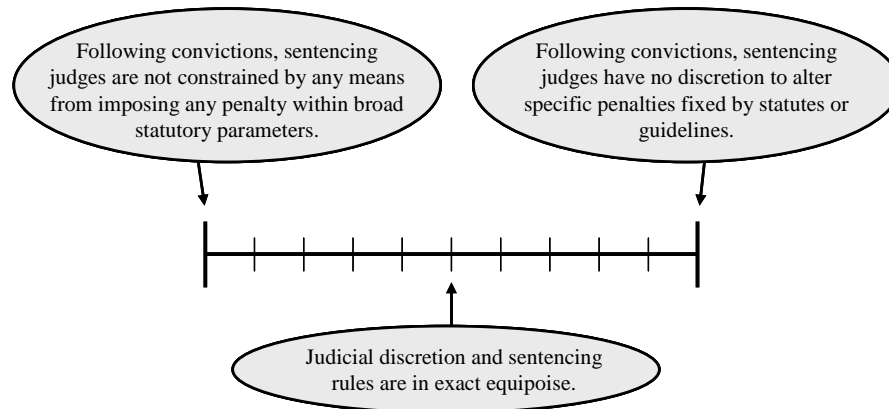 Following convictions, sentencing
judges are not constrained by any means
from imposing any penalty within broad
statutory parameters.
Following convictions, sentencing
judges have no discretion to alter
specific penalties fixed by statutes or
guidelines.
Judicial discretion and sentencing
rules are in exact equipoise.